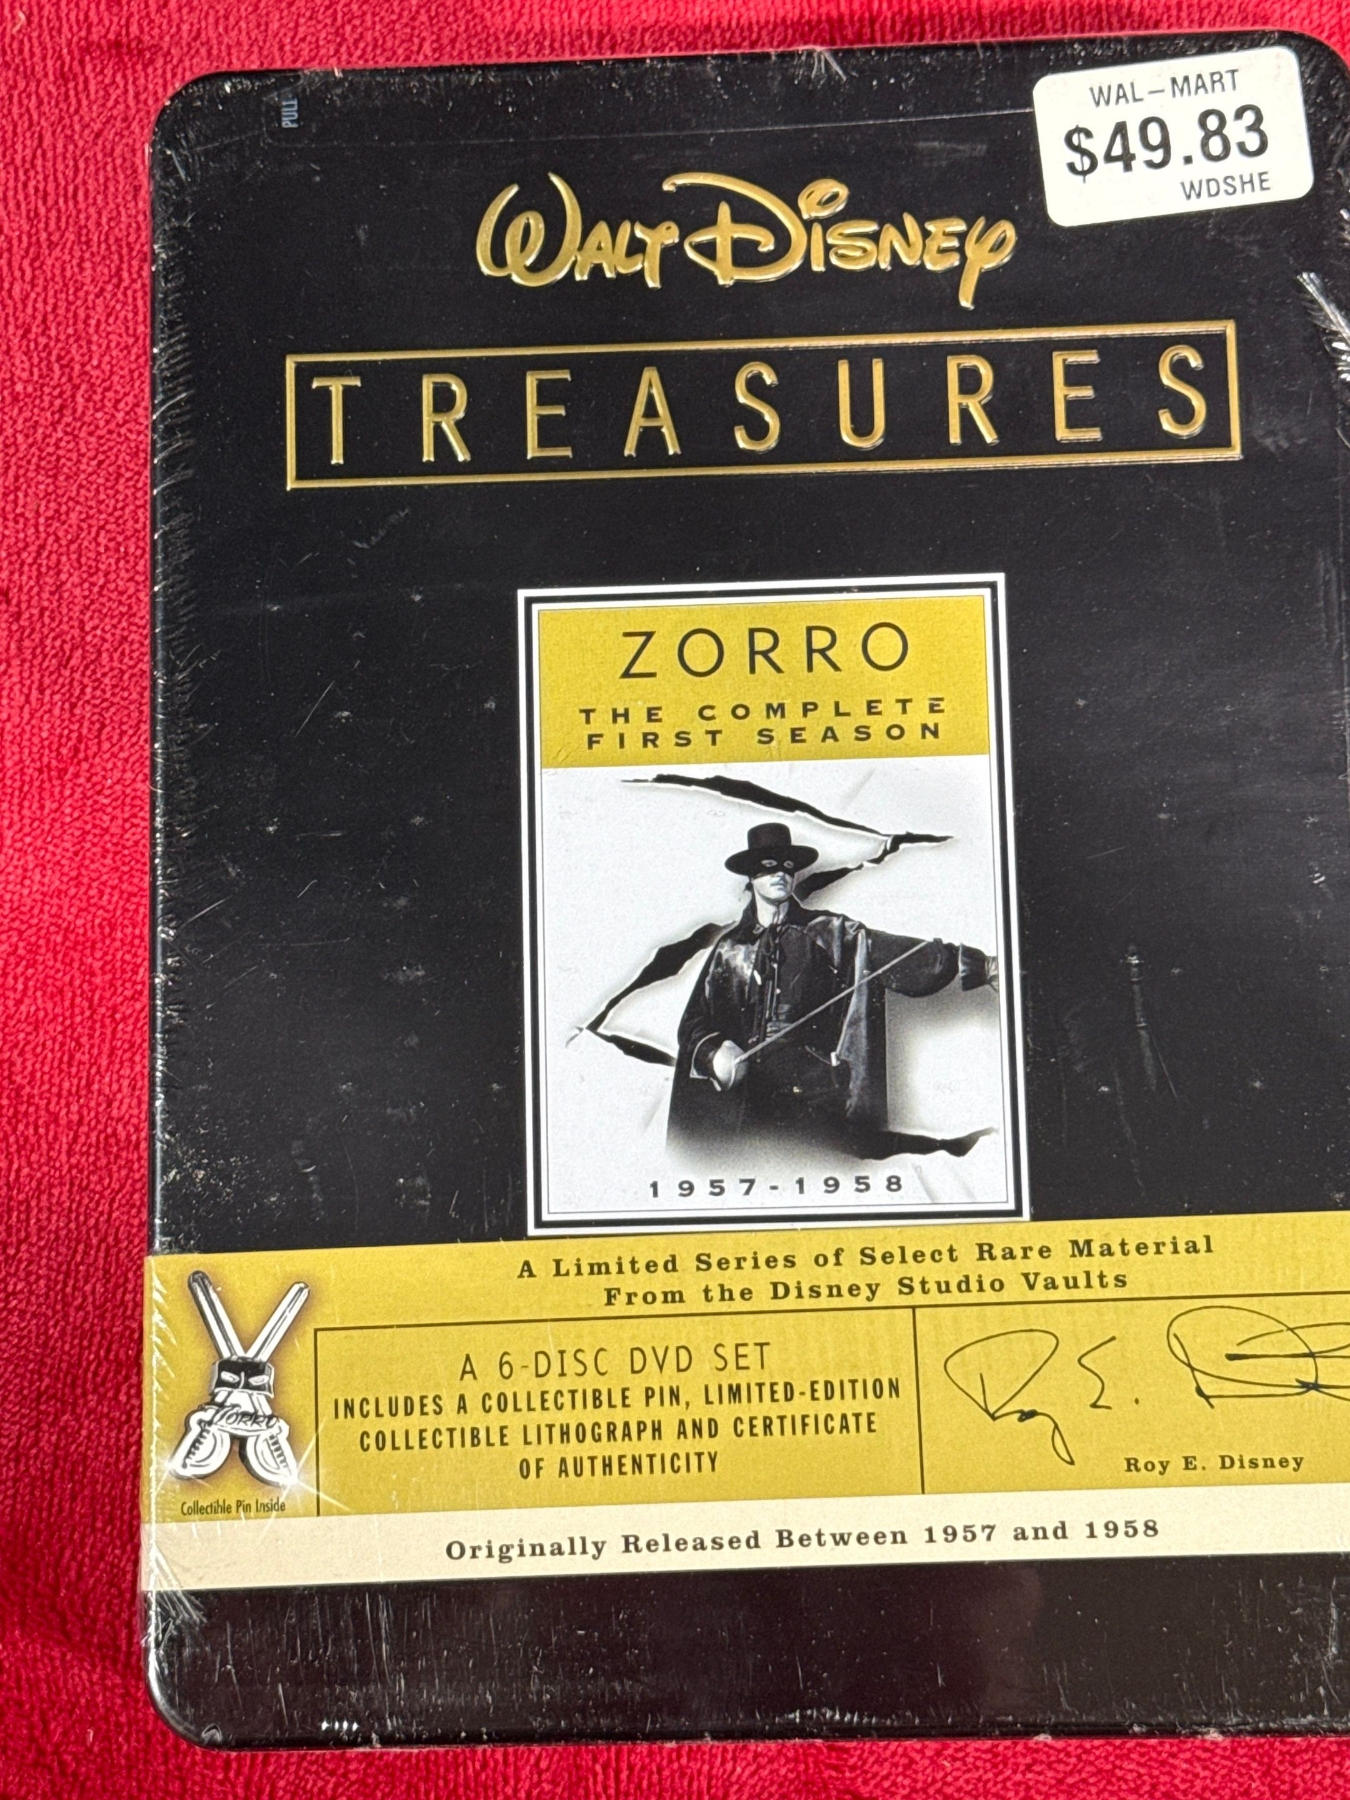 PULL
WAL-MART
$49.83
WDSHE
WALT DISNEY
TREASURES
ZORRO
THE COMPLETE
FIRST SEASON
1957-1958
A Limited Series of Select Rare Material
From the Disney Studio Vaults
A 6-DISC DVD SET
INCLUDES A COLLECTIBLE PIN, LIMITED-EDITION
COLLECTIBLE LITHOGRAPH AND CERTIFICATE
OF AUTHENTICITY
ZORRO
Collectible Pin Inside
Roy E. Disney
Originally Released Between 1957 and 1958